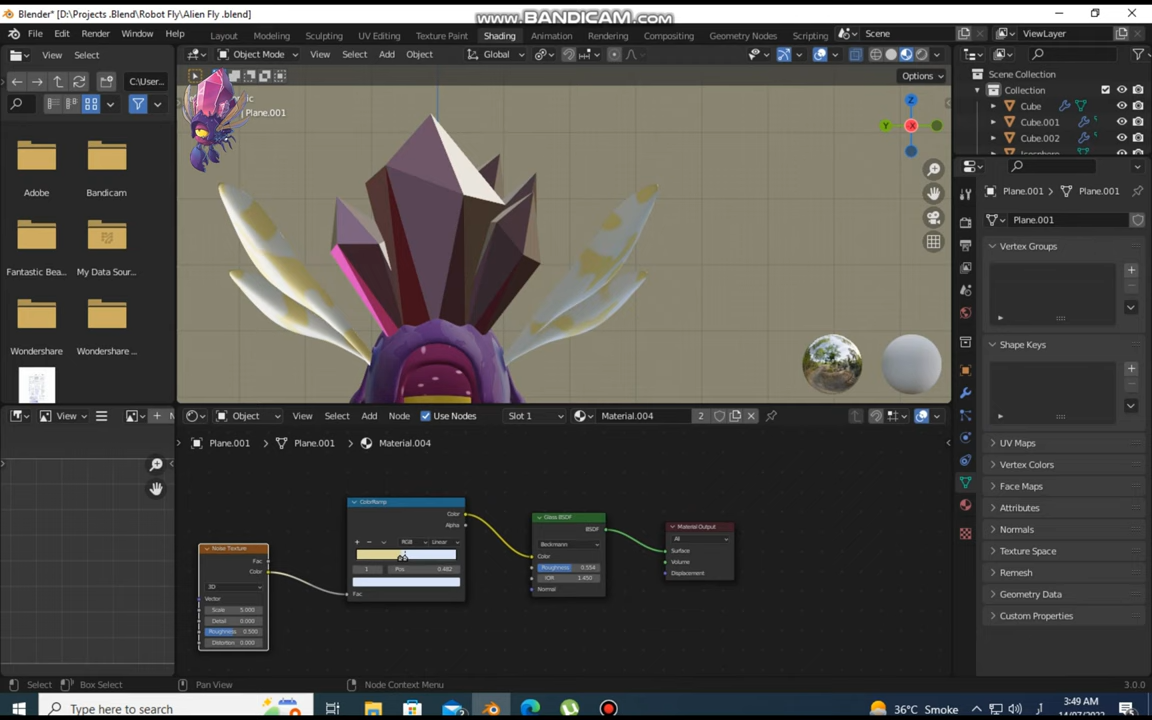 Blender* [D:\Projects .Blend\Robot Fly\Alien Fly .blend]
www.BANDICAM.com
File Edit Render Window Help
Layout Modeling Sculpting UV Editing Texture Paint Shading Animation Rendering Compositing Geometry Nodes Scripting
Scene
ViewLayer
View Select
Object Mode View Select Add Object
Global
C:\User...
Options
Plane.001
Adobe
Bandicam
Fantastic Bea...
My Data Sour...
Wondershare
Wondershare ...
Z
Y
X
Scene Collection
Collection
Cube
Cube.001
Cube.002
Plane.001
Plane.001
Plane.001
Vertex Groups
Shape Keys
UV Maps
Vertex Colors
Face Maps
Attributes
Normals
Texture Space
Remesh
Geometry Data
Custom Properties
View
Object View Select Add Node Use Nodes Slot 1 Material.004 2
Plane.001 Plane.001 Material.004
Noise Texture
Fac
Color
3D
Vector
Scale 5.000
Detail 0.000
Roughness 0.500
Distortion 0.000
ColorRamp
Color
Alpha
RGB Linear
1 Pos 0.482
Fac
Glass BSDF
BSDF
Beckmann
Color
Roughness 0.554
IOR 1.450
Normal
Material Output
All
Surface
Volume
Displacement
Select Box Select Pan View Node Context Menu 3.0.0
Type here to search
36°C Smoke
3:49 AM